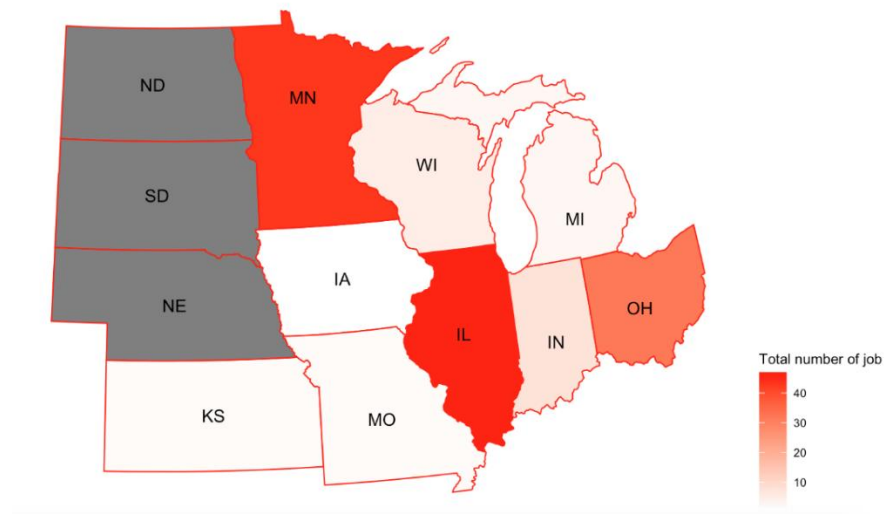 ND
MN
WI
SD
MI
IA
NE
OH
IL
IN
KS
MO
Total number of job
40
30
20
10